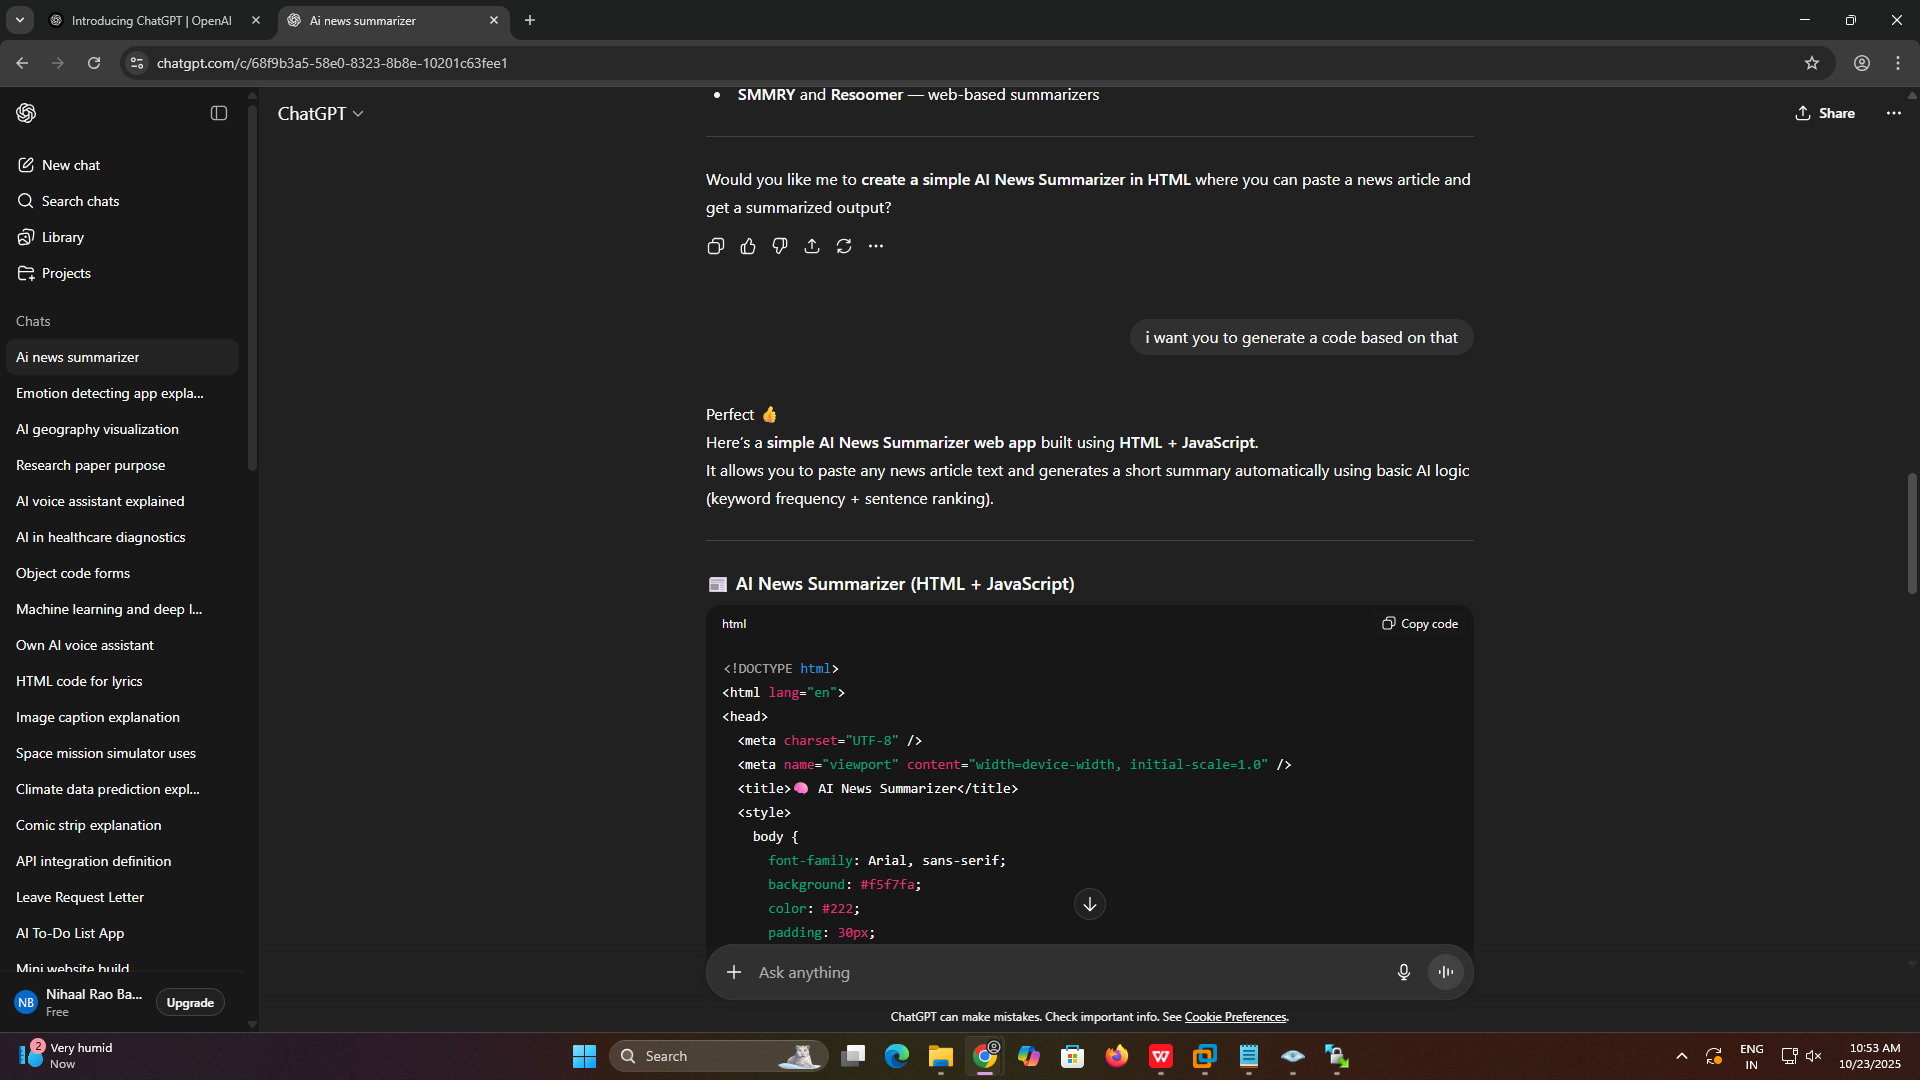 Introducing ChatGPT | OpenAI
Ai news summarizer
chatgpt.com/c/68f9b3a5-58e0-8323-8b8e-10201c63fee1
ChatGPT
Share
New chat
Search chats
Library
Projects
Chats
Ai news summarizer
Emotion detecting app expla...
AI geography visualization
Research paper purpose
AI voice assistant explained
AI in healthcare diagnostics
Object code forms
Machine learning and deep l...
Own AI voice assistant
HTML code for lyrics
Image caption explanation
Space mission simulator uses
Climate data prediction expl...
Comic strip explanation
API integration definition
Leave Request Letter
AI To-Do List App
Mini website build
NB
Nihaal Rao Ba...
Free
Upgrade
• SMMRY and Resoomer — web-based summarizers
Would you like me to create a simple AI News Summarizer in HTML where you can paste a news article and
get a summarized output?
i want you to generate a code based on that
Perfect 👍
Here's a simple AI News Summarizer web app built using HTML + JavaScript.
It allows you to paste any news article text and generates a short summary automatically using basic AI logic
(keyword frequency + sentence ranking).
📰 AI News Summarizer (HTML + JavaScript)
html
Copy code
<!DOCTYPE html>
<html lang="en">
<head>
<meta charset="UTF-8" />
<meta name="viewport" content="width=device-width, initial-scale=1.0" />
<title>🧠 AI News Summarizer</title>
<style>
body {
font-family: Arial, sans-serif;
background: #f5f7fa;
color: #222;
padding: 30px;
Ask anything
ChatGPT can make mistakes. Check important info. See Cookie Preferences.
2
Very humid
Now
Search
ENG
IN
10:53 AM
10/23/2025